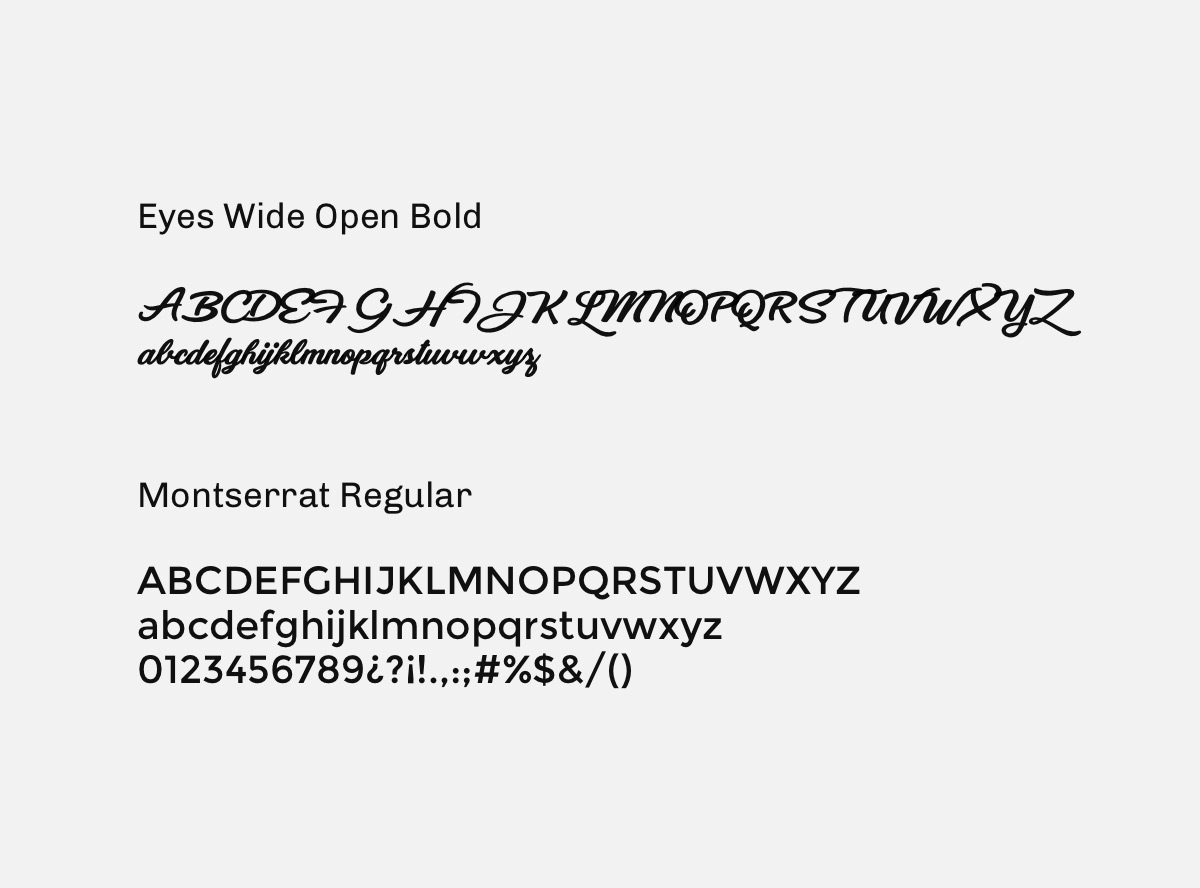 Eyes Wide Open Bold
ABCDEFGHIJKLMNOPQRSTUVWXYZ
abcdefghijklmnopqrstuvwxyz
Montserrat Regular
ABCDEFGHIJKLMNOPQRSTUVWXYZ
abcdefghijklmnopqrstuvwxyz
0123456789¿?¡!.,:;#%$&/()